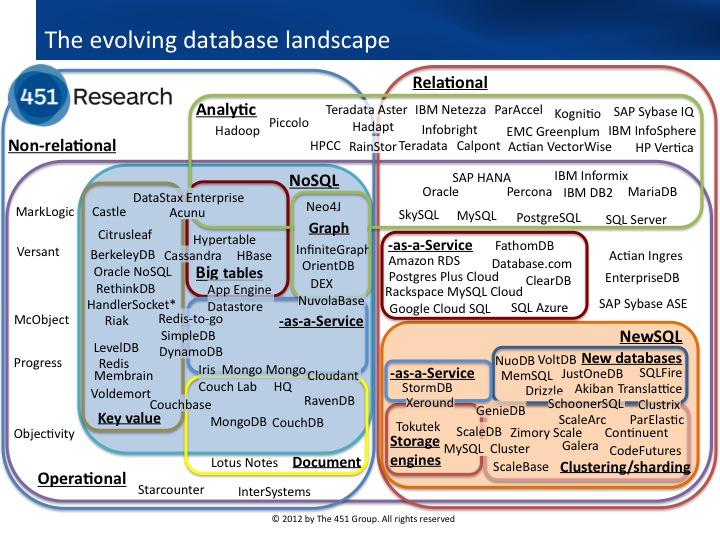 The evolving database landscape
451 Research
Relational
Analytic
Teradata Aster IBM Netezza ParAccel Kognitio SAP Sybase IQ
Hadoop Piccolo Hadapt Infobright EMC Greenplum IBM InfoSphere
HPCC RainStor Teradata Calpont Actian VectorWise HP Vertica
Non-relational
NoSQL
SAP HANA IBM Informix
Oracle Percona IBM DB2 MariaDB
SkySQL MySQL PostgreSQL SQL Server
DataStax Enterprise
MarkLogic Castle Acunu Neo4J
Citrusleaf Hypertable Graph
Versant BerkeleyDB Cassandra HBase InfiniteGraph
Oracle NoSQL Big tables OrientDB
RethinkDB App Engine DEX
HandlerSocket* Datastore NuvolaBase
McObject Riak Redis-to-go -as-a-Service
SimpleDB
LevelDB DynamoDB
Progress Redis Iris Mongo Mongo Cloudant
Membrain Couch Lab HQ
Voldemort RavenDB
Couchbase
Key value MongoDB CouchDB
Objectivity
Lotus Notes Document
Operational
Starcounter InterSystems
-as-a-Service FathomDB
Amazon RDS Database.com
Postgres Plus Cloud ClearDB
Rackspace MySQL Cloud
Google Cloud SQL SQL Azure
Actian Ingres
EnterpriseDB
SAP Sybase ASE
NewSQL
-as-a-Service
StormDB
Xeround
NuoDB VoltDB New databases
MemSQL JustOneDB SQLFire
Drizzle Akiban Translattice
GenieDB SchoonerSQL Clustrix
ScaleArc ParElastic
Tokutek ScaleDB Zimory Scale Continuent
Storage engines
MySQL Cluster Galera CodeFutures
ScaleBase Clustering/sharding
© 2012 by The 451 Group. All rights reserved